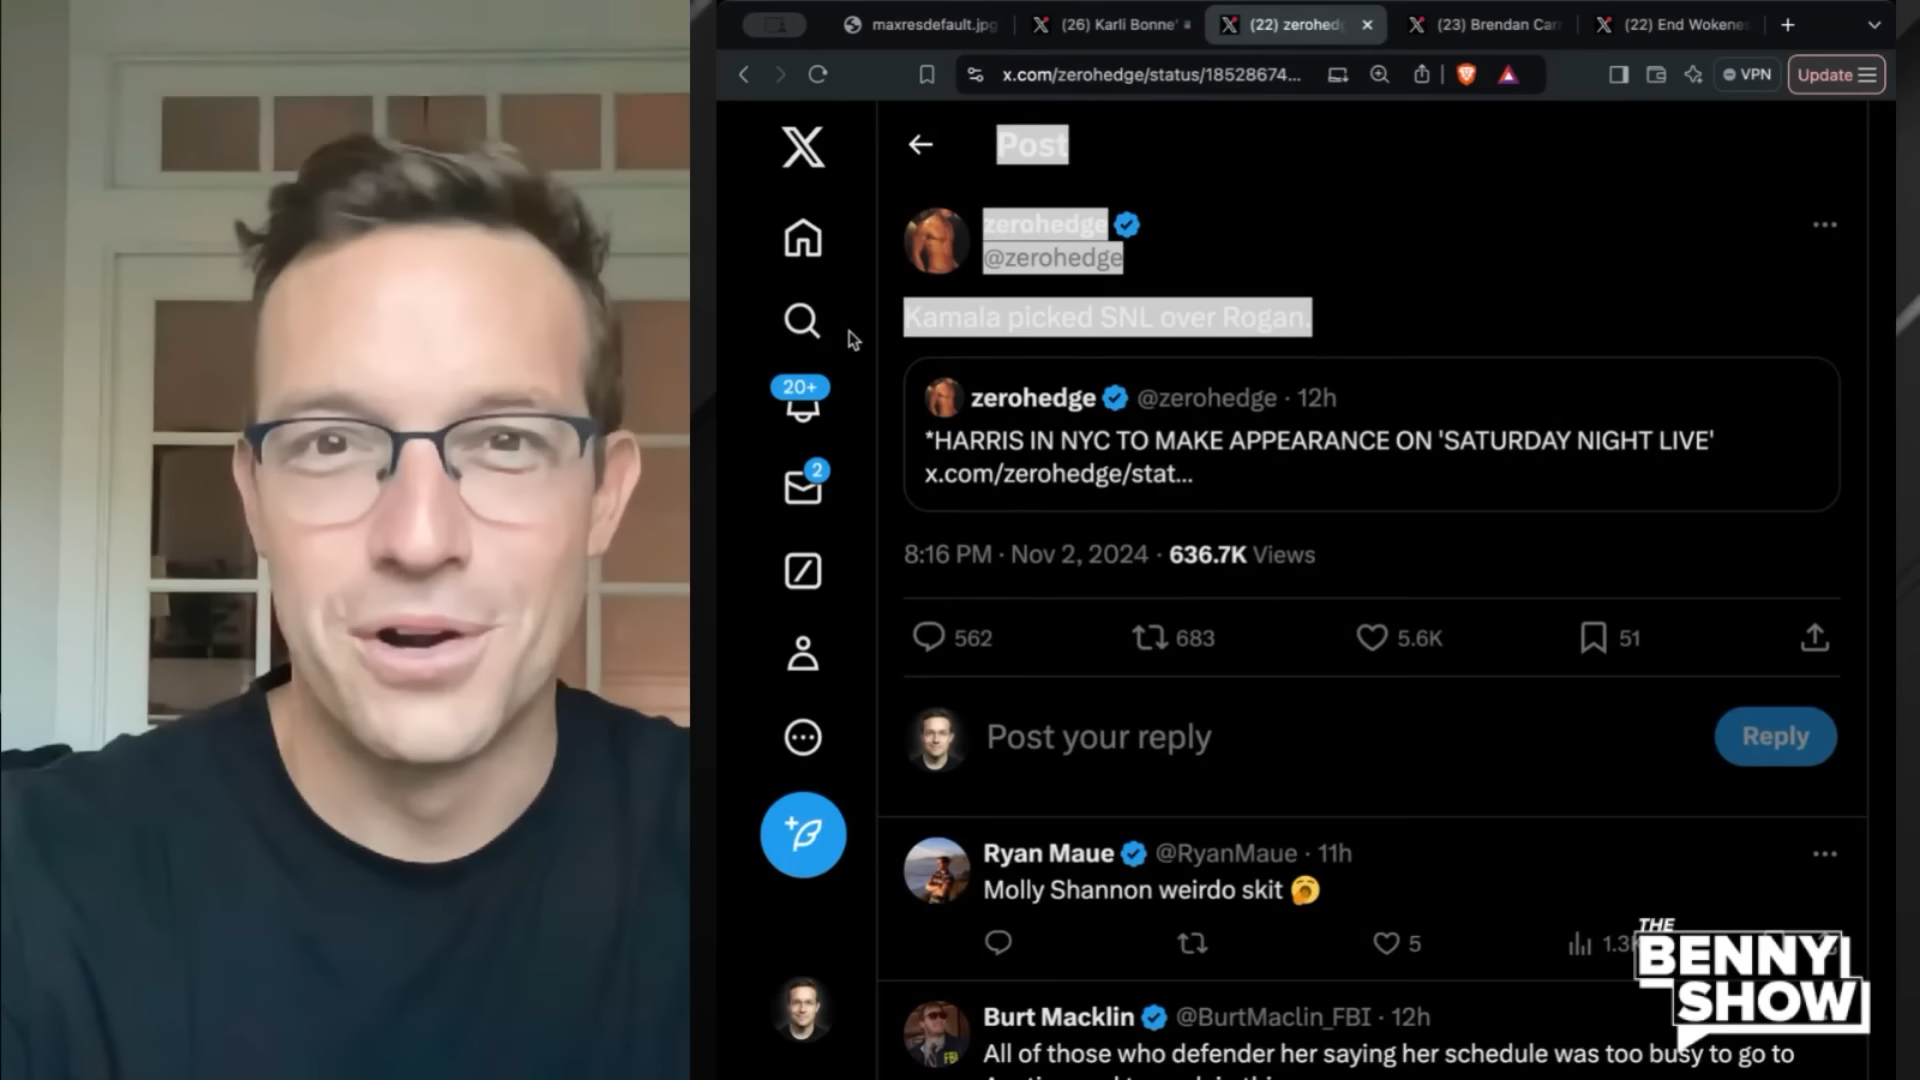 maxresdefault.jpg
(26) Karli Bonne'
(22) zerohed
(23) Brendan Car
(22) End Wokene
x.com/zerohedge/status/18528674...
VPN
Update
Post
zerohedge
@zerohedge
Kamala picked SNL over Rogan.
zerohedge @zerohedge · 12h
*HARRIS IN NYC TO MAKE APPEARANCE ON 'SATURDAY NIGHT LIVE'
x.com/zerohedge/stat...
8:16 PM · Nov 2, 2024 · 636.7K Views
562 683 5.6K 51
20+
2
Post your reply
Reply
Ryan Maue @RyanMaue · 11h
Molly Shannon weirdo skit 🥱
5 1.3
Burt Macklin @BurtMaclin_FBI · 12h
All of those who defender her saying her schedule was too busy to go to
FBI
THE
BENNY
SHOW